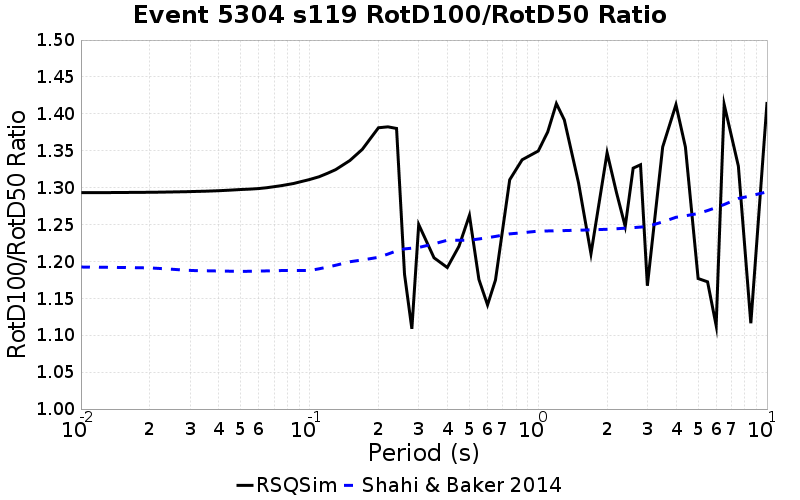 Event 5304 s119 RotD100/RotD50 Ratio
1.50
1.45
1.40
1.35
1.30
1.25
1.20
1.15
1.10
1.05
1.00
RotD100/RotD50 Ratio
10-2 2 3 4 5 6 10-1 2 3 4 5 6 7 100 2 3 4 5 6 7 101
Period (s)
RSQSim Shahi & Baker 2014